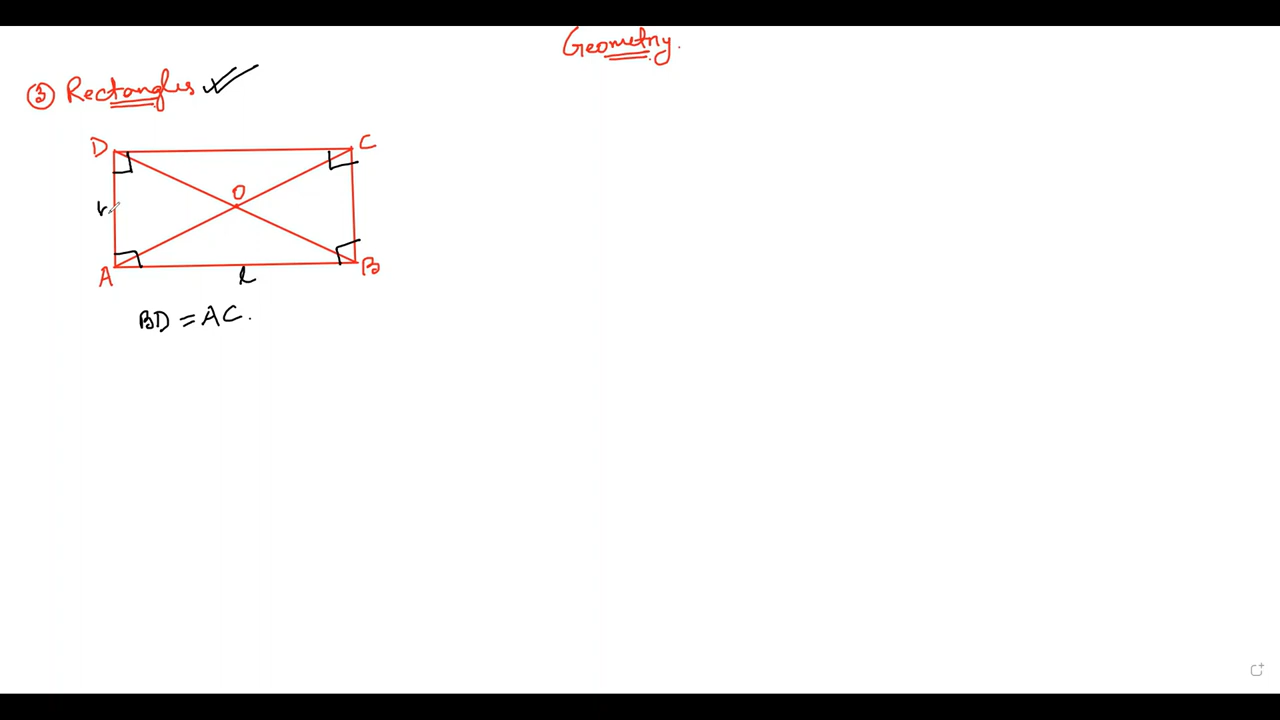 Geometry.
③ Rectangles
D C
O
A l B
BD = AC.